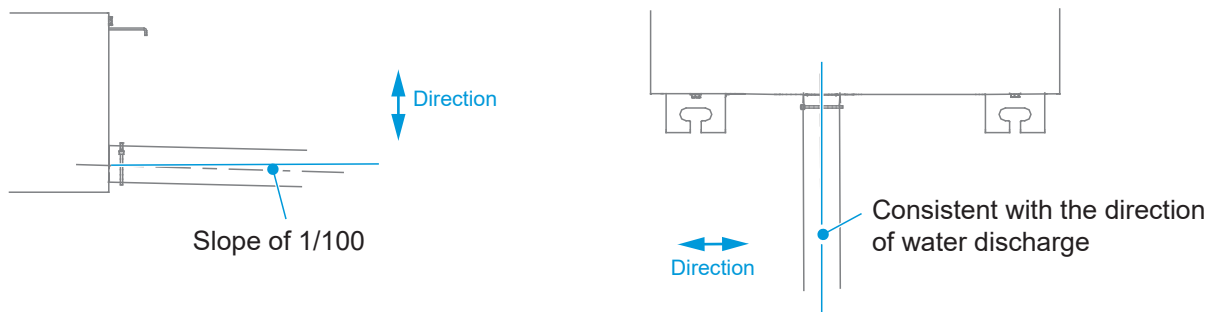 Direction
Slope of 1/100
Consistent with the direction
of water discharge
Direction